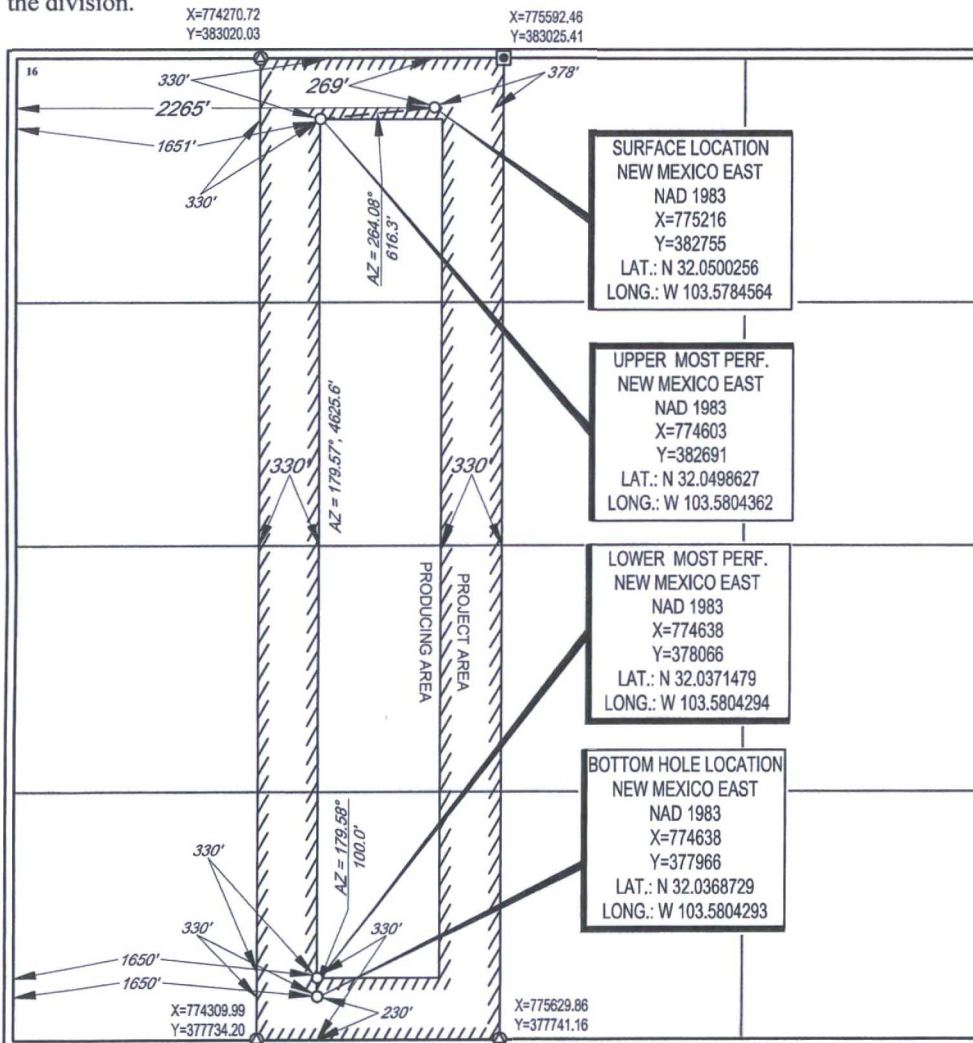 the division.
X=774270.72
Y=383020.03
X=775592.46
Y=383025.41
16
330'
269'
378'
2265'
1651'
330'
AZ = 264.08°
616.3'
SURFACE LOCATION
NEW MEXICO EAST
NAD 1983
X=775216
Y=382755
LAT.: N 32.0500256
LONG.: W 103.5784564
UPPER MOST PERF.
NEW MEXICO EAST
NAD 1983
X=774603
Y=382691
LAT.: N 32.0498627
LONG.: W 103.5804362
330'
AZ = 179.57°, 4625.6'
330'
PRODUCING AREA
PROJECT AREA
LOWER MOST PERF.
NEW MEXICO EAST
NAD 1983
X=774638
Y=378066
LAT.: N 32.0371479
LONG.: W 103.5804294
BOTTOM HOLE LOCATION
NEW MEXICO EAST
NAD 1983
X=774638
Y=377966
LAT.: N 32.0368729
LONG.: W 103.5804293
AZ = 179.58°
100.0'
330'
330'
330'
1650'
1650'
230'
X=774309.99
Y=377734.20
X=775629.86
Y=377741.16